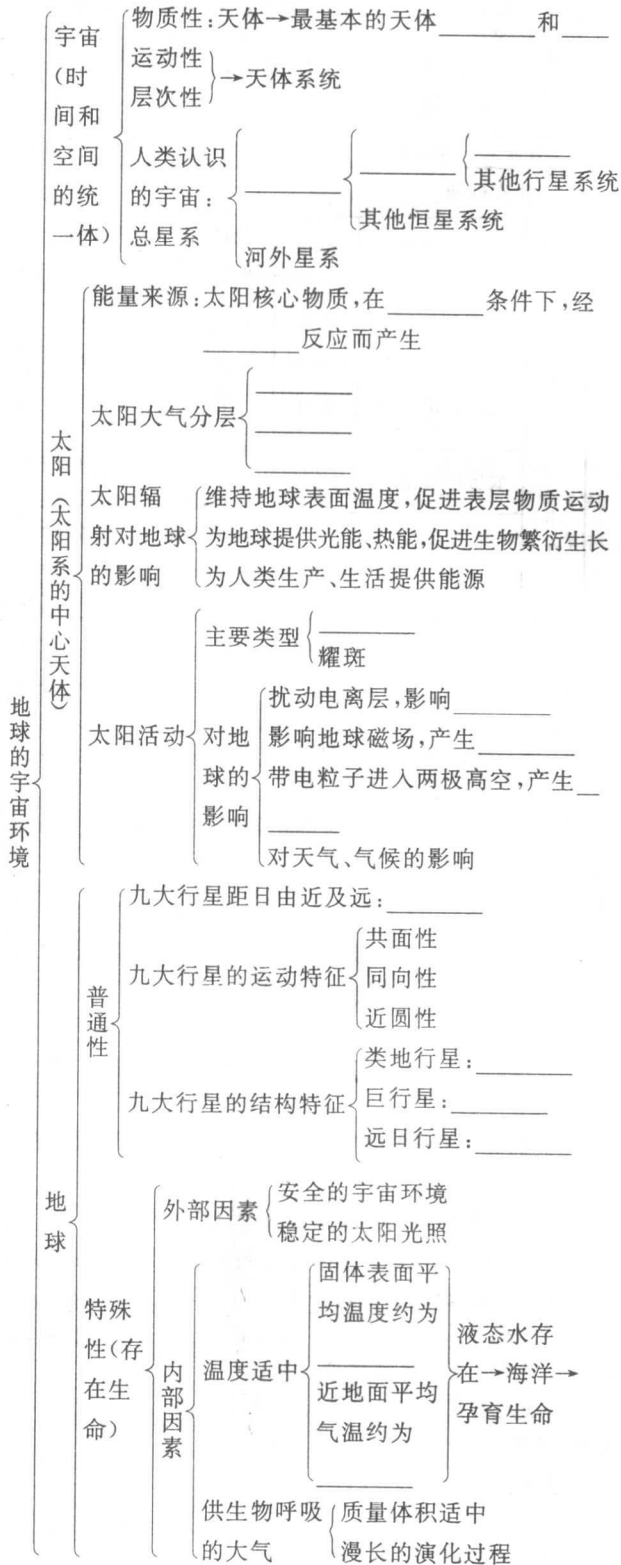 地球的宇宙环境
宇宙
(时
间和
空间
的统
一体)
物质性:天体→最基本的天体________和____
运动性
层次性
→天体系统
人类认识
的宇宙:
总星系
________
________
________
其他行星系统
其他恒星系统
河外星系
太阳(太阳系的中心天体)
能量来源:太阳核心物质,在________条件下,经
________反应而产生
太阳大气分层
________
________
________
太阳辐
射对地球
的影响
维持地球表面温度,促进表层物质运动
为地球提供光能、热能,促进生物繁衍生长
为人类生产、生活提供能源
太阳活动
主要类型
________
耀斑
对地
球的
影响
扰动电离层,影响________
影响地球磁场,产生________
带电粒子进入两极高空,产生__
______
对天气、气候的影响
地球
普通性
九大行星距日由近及远:________
九大行星的运动特征
共面性
同向性
近圆性
九大行星的结构特征
类地行星:________
巨行星:________
远日行星:________
特殊
性(存
在生
命)
外部因素
安全的宇宙环境
稳定的太阳光照
内部因素
温度适中
固体表面平
均温度约为
________
近地面平均
气温约为
________
液态水存
在→海洋→
孕育生命
供生物呼吸
的大气
质量体积适中
漫长的演化过程